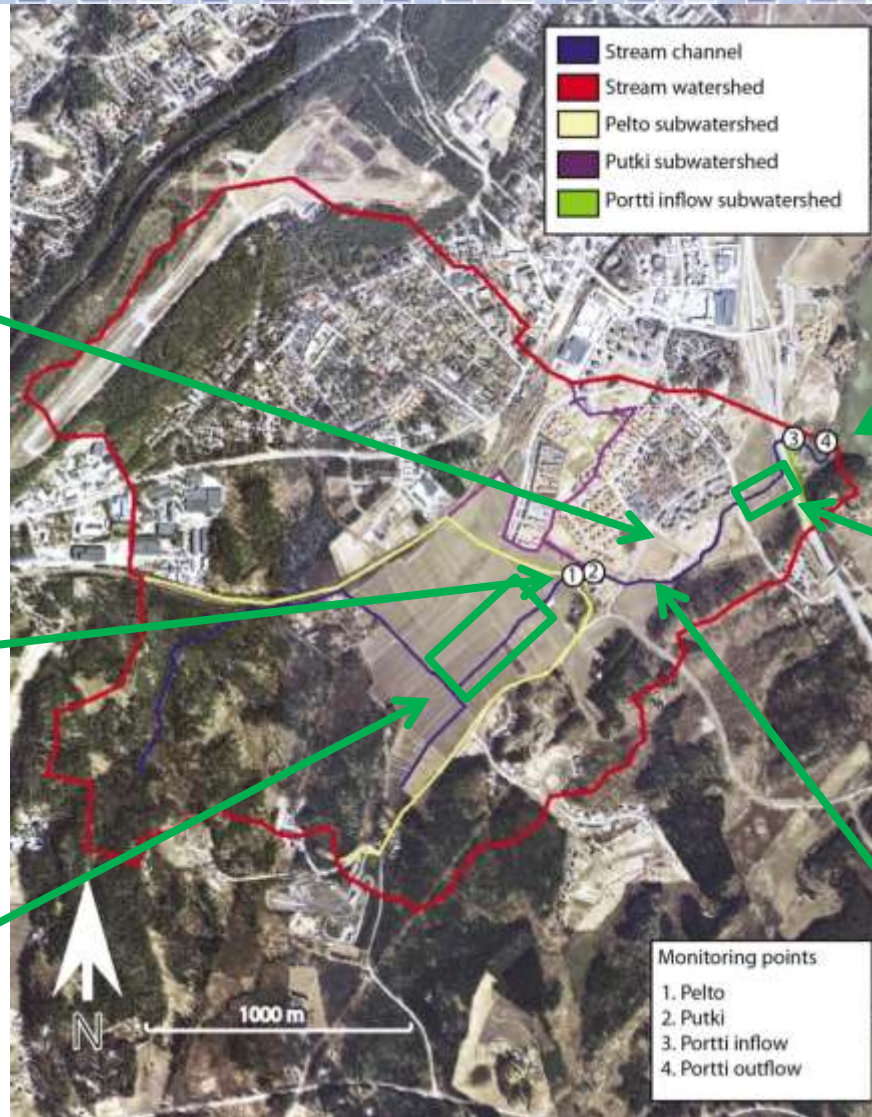 Stream channel
Stream watershed
Pelto subwatershed
Putki subwatershed
Portti inflow subwatershed
3
4
1
2
N
1000 m
Monitoring points
1. Pelto
2. Putki
3. Portti inflow
4. Portti outflow